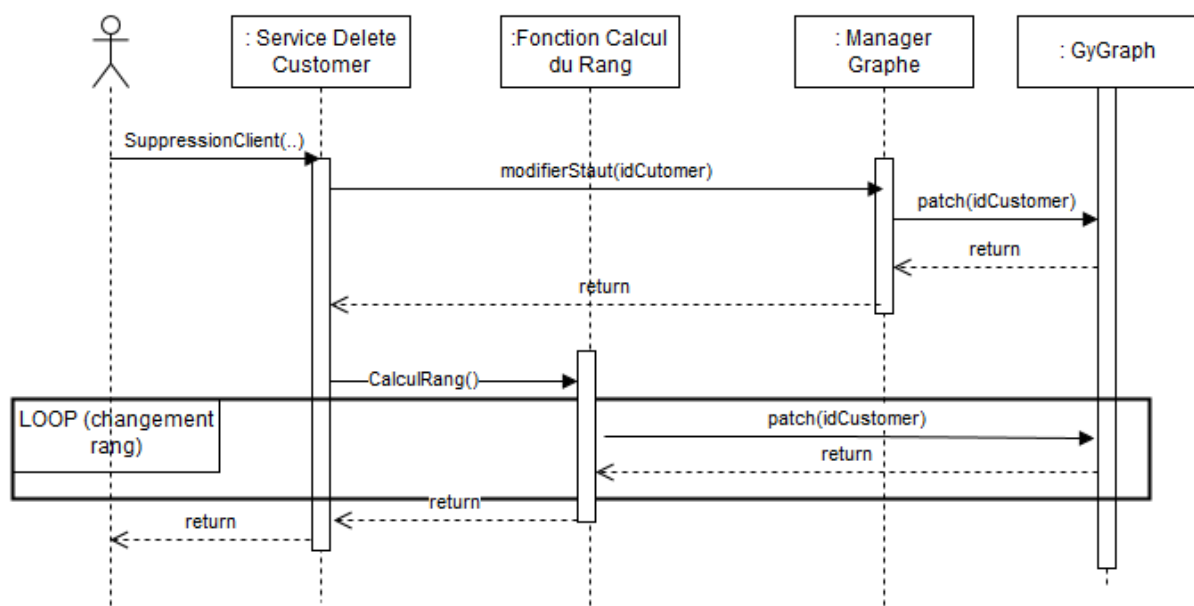 : Service Delete
Customer
:Fonction Calcul
du Rang
: Manager
Graphe
: GyGraph
SuppressionClient(..)
modifierStaut(idCutomer)
patch(idCustomer)
return
return
CalculRang()
LOOP (changement
rang)
patch(idCustomer)
return
return
return